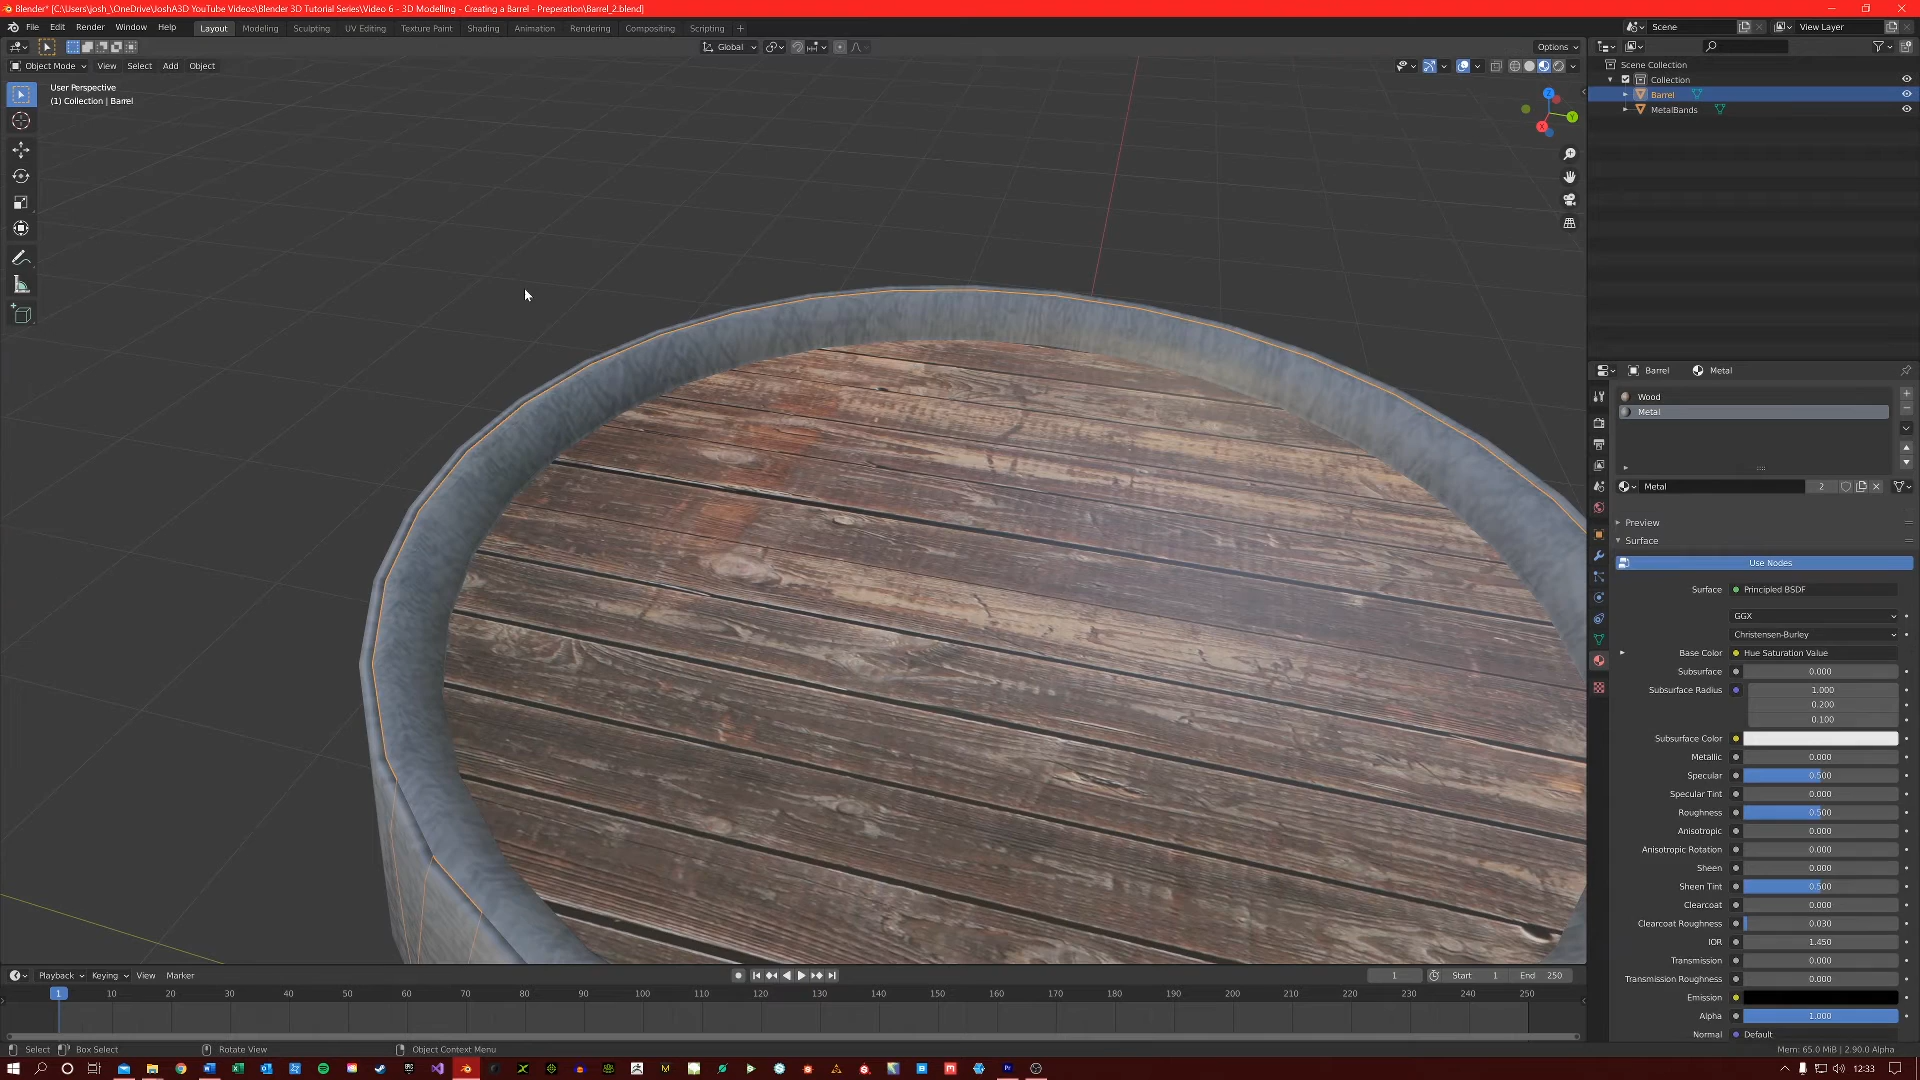 Blender* [C:\Users\josh_\OneDrive\JoshA3D YouTube Videos\Blender 3D Tutorial Series\Video 6 - 3D Modelling - Creating a Barrel - Preperation\Barrel_2.blend]
File Edit Render Window Help Layout Modeling Sculpting UV Editing Texture Paint Shading Animation Rendering Compositing Scripting + Scene View Layer
Global Options
Object Mode View Select Add Object
User Perspective
(1) Collection | Barrel
Z
Y
X
Scene Collection
Collection
Barrel
MetalBands
Barrel Metal
Wood
Metal
Metal 2
Preview
Surface
Use Nodes
Surface Principled BSDF
GGX
Christensen-Burley
Base Color Hue Saturation Value
Subsurface 0.000
Subsurface Radius 1.000
0.200
0.100
Subsurface Color
Metallic 0.000
Specular 0.500
Specular Tint 0.000
Roughness 0.500
Anisotropic 0.000
Anisotropic Rotation 0.000
Sheen 0.000
Sheen Tint 0.500
Clearcoat 0.000
Clearcoat Roughness 0.030
IOR 1.450
Transmission 0.000
Transmission Roughness 0.000
Emission
Alpha 1.000
Normal Default
Playback Keying View Marker 1 Start 1 End 250
1 10 20 30 40 50 60 70 80 90 100 110 120 130 140 150 160 170 180 190 200 210 220 230 240 250
Select Box Select Rotate View Object Context Menu Mem: 65.0 MiB | 2.90.0 Alpha
12:33